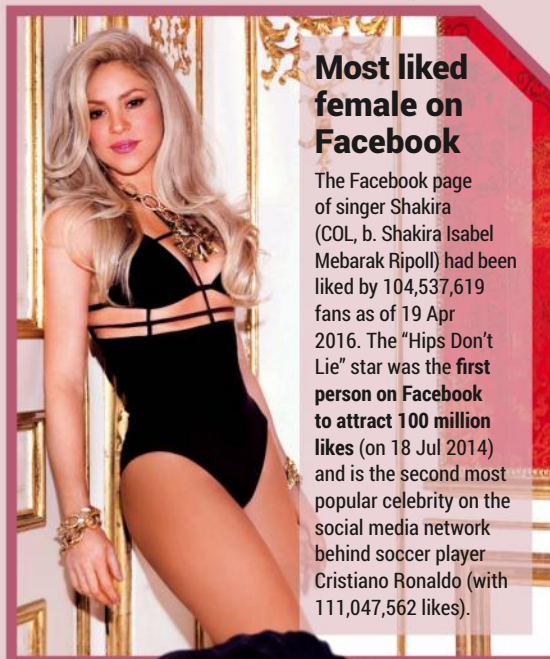 Most liked
female on
Facebook
The Facebook page
of singer Shakira
(COL, b. Shakira Isabel
Mebarak Ripoll) had been
liked by 104,537,619
fans as of 19 Apr
2016. The “Hips Don’t
Lie” star was the first
person on Facebook
to attract 100 million
likes (on 18 Jul 2014)
and is the second most
popular celebrity on the
social media network
behind soccer player
Cristiano Ronaldo (with
111,047,562 likes).